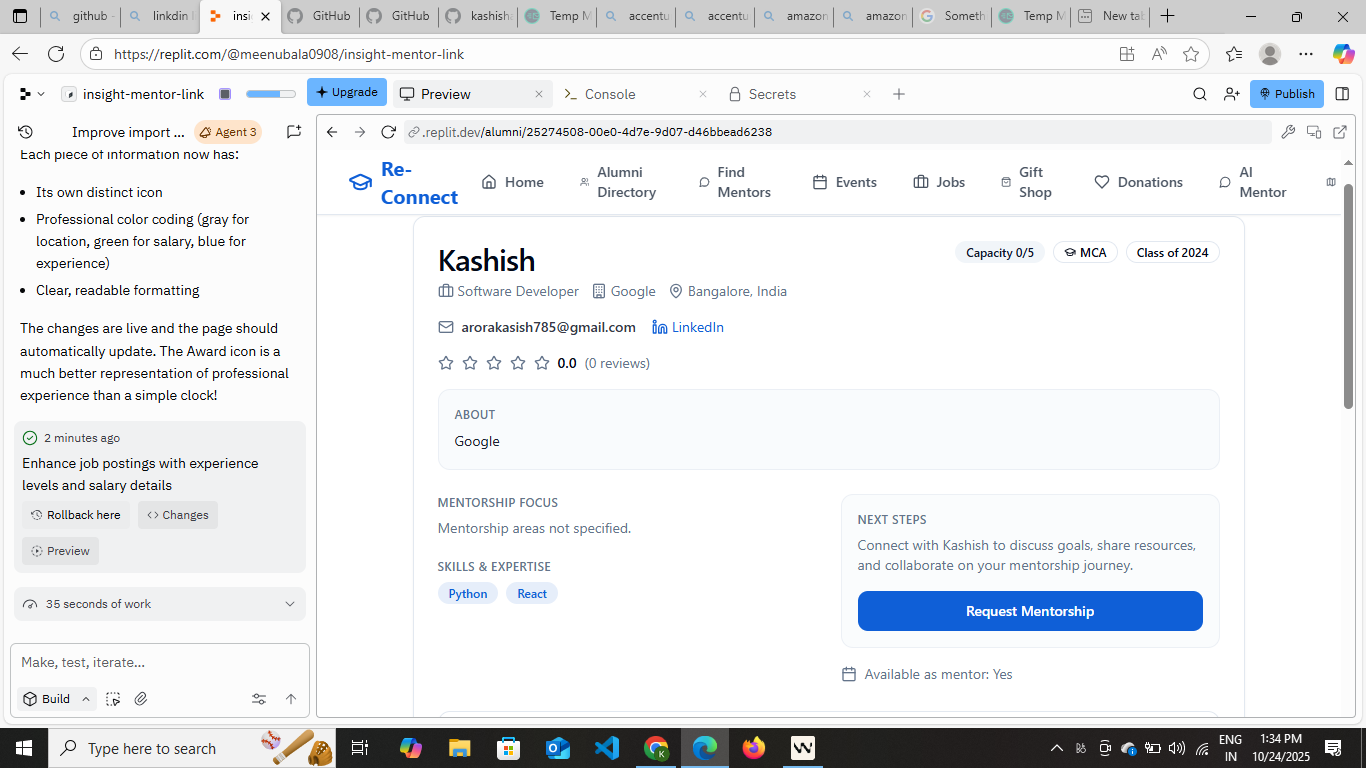 github -
linkdin l
insi
GitHub
GitHub
kashisha
Temp M
accentu
accentu
amazon
amazon
Someth
Temp M
New tab
https://replit.com/@meenubala0908/insight-mentor-link
insight-mentor-link
Upgrade
Preview
Console
Secrets
Publish
Improve import ...
Agent 3
.replit.dev/alumni/25274508-00e0-4d7e-9d07-d46bbead6238
Each piece of information now has:
• Its own distinct icon
• Professional color coding (gray for
location, green for salary, blue for
experience)
• Clear, readable formatting
The changes are live and the page should
automatically update. The Award icon is a
much better representation of professional
experience than a simple clock!
2 minutes ago
Enhance job postings with experience
levels and salary details
Rollback here
Changes
Preview
35 seconds of work
Make, test, iterate...
Build
Re-
Connect
Home
Alumni
Directory
Find
Mentors
Events
Jobs
Gift
Shop
Donations
AI
Mentor
Kashish
Capacity 0/5
MCA
Class of 2024
Software Developer
Google
Bangalore, India
arorakasish785@gmail.com
LinkedIn
0.0 (0 reviews)
ABOUT
Google
MENTORSHIP FOCUS
Mentorship areas not specified.
SKILLS & EXPERTISE
Python
React
NEXT STEPS
Connect with Kashish to discuss goals, share resources,
and collaborate on your mentorship journey.
Request Mentorship
Available as mentor: Yes
Type here to search
ENG
IN
1:34 PM
10/24/2025